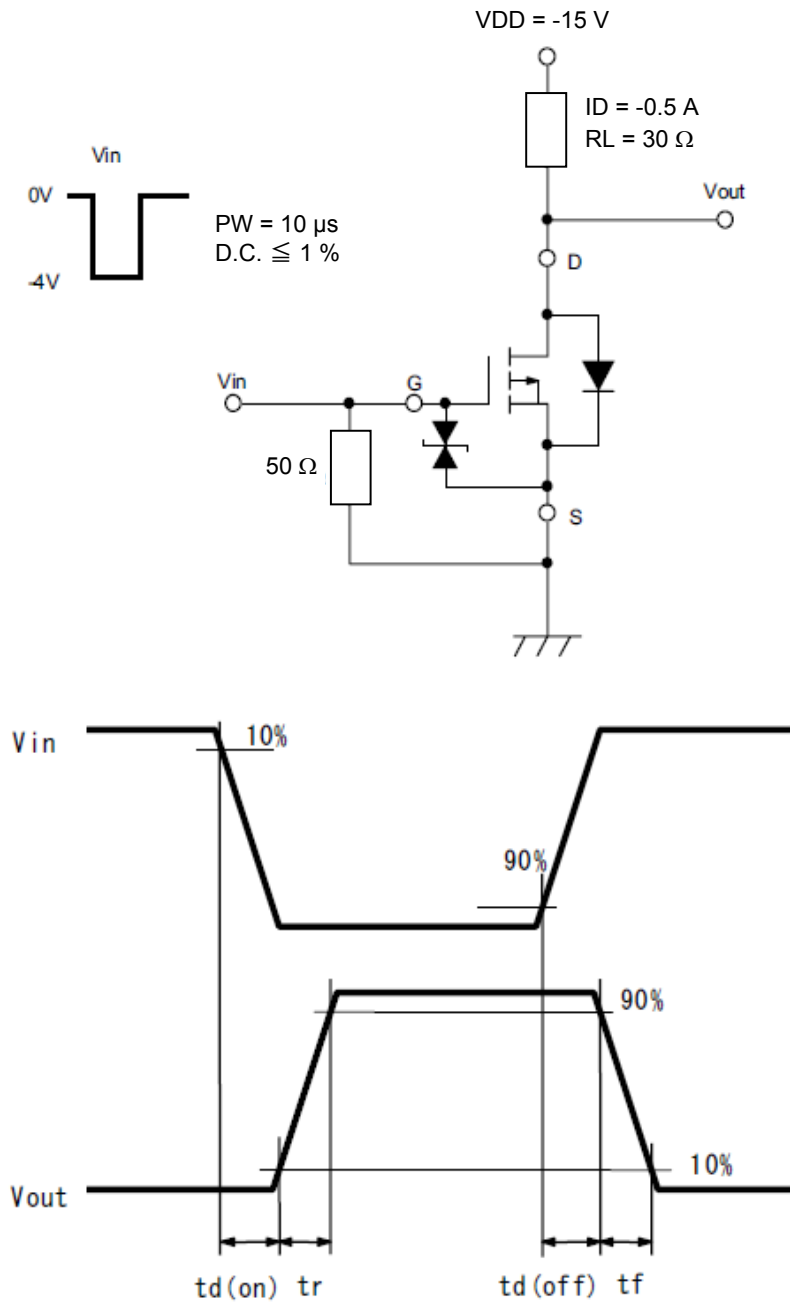 VDD = -15 V
ID = -0.5 A
RL = 30 Ω
Vin
0V
Vout
PW = 10 µs
D.C. ≦ 1 %
D
-4V
Vin
G
50 Ω
S
Vin
10%
90%
90%
10%
Vout
td(on) tr td(off) tf